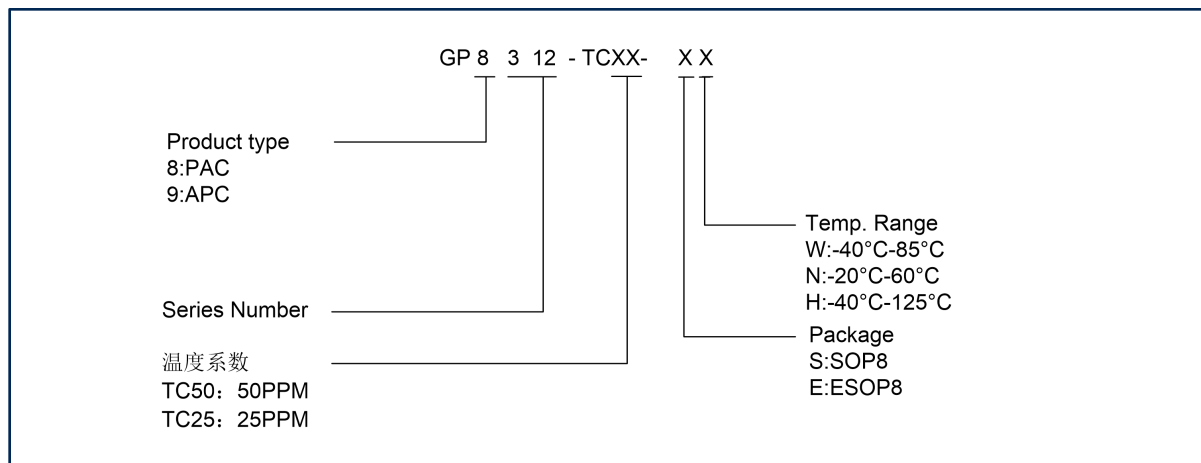 GP 8 3 12 - TCXX- X X
Product type
8:PAC
9:APC
Temp. Range
W:-40°C-85°C
N:-20°C-60°C
H:-40°C-125°C
Series Number
Package
S:SOP8
E:ESOP8
温度系数
TC50：50PPM
TC25：25PPM